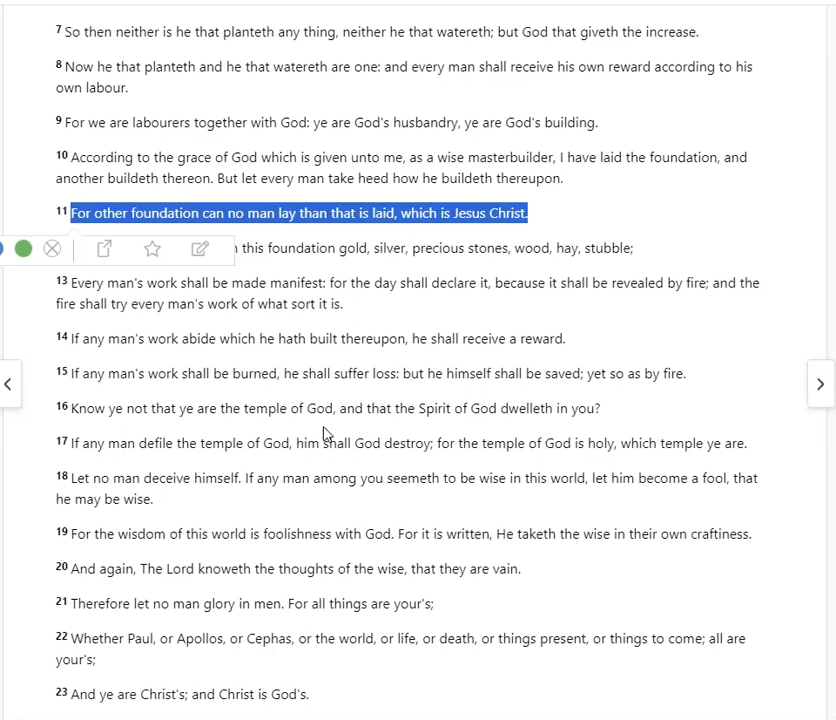 7 So then neither is he that planteth any thing, neither he that watereth; but God that giveth the increase.
8 Now he that planteth and he that watereth are one: and every man shall receive his own reward according to his
own labour.
9 For we are labourers together with God: ye are God's husbandry, ye are God's building.
10 According to the grace of God which is given unto me, as a wise masterbuilder, I have laid the foundation, and
another buildeth thereon. But let every man take heed how he buildeth thereupon.
11 For other foundation can no man lay than that is laid, which is Jesus Christ.
this foundation gold, silver, precious stones, wood, hay, stubble;
13 Every man's work shall be made manifest: for the day shall declare it, because it shall be revealed by fire; and the
fire shall try every man's work of what sort it is.
14 If any man's work abide which he hath built thereupon, he shall receive a reward.
15 If any man's work shall be burned, he shall suffer loss: but he himself shall be saved; yet so as by fire.
16 Know ye not that ye are the temple of God, and that the Spirit of God dwelleth in you?
17 If any man defile the temple of God, him shall God destroy; for the temple of God is holy, which temple ye are.
18 Let no man deceive himself. If any man among you seemeth to be wise in this world, let him become a fool, that
he may be wise.
19 For the wisdom of this world is foolishness with God. For it is written, He taketh the wise in their own craftiness.
20 And again, The Lord knoweth the thoughts of the wise, that they are vain.
21 Therefore let no man glory in men. For all things are your's;
22 Whether Paul, or Apollos, or Cephas, or the world, or life, or death, or things present, or things to come; all are
your's;
23 And ye are Christ's; and Christ is God's.